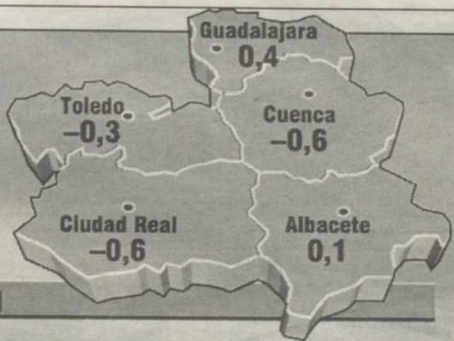 Guadalajara
0,4
Toledo
–0,3
Cuenca
–0,6
Ciudad Real
–0,6
Albacete
0,1